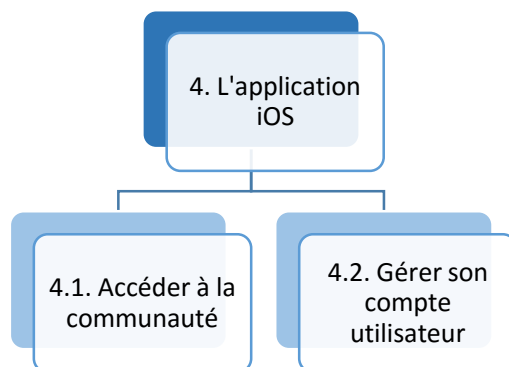 4. L'application
iOS
4.1. Accéder à la
communauté
4.2. Gérer son
compte
utilisateur